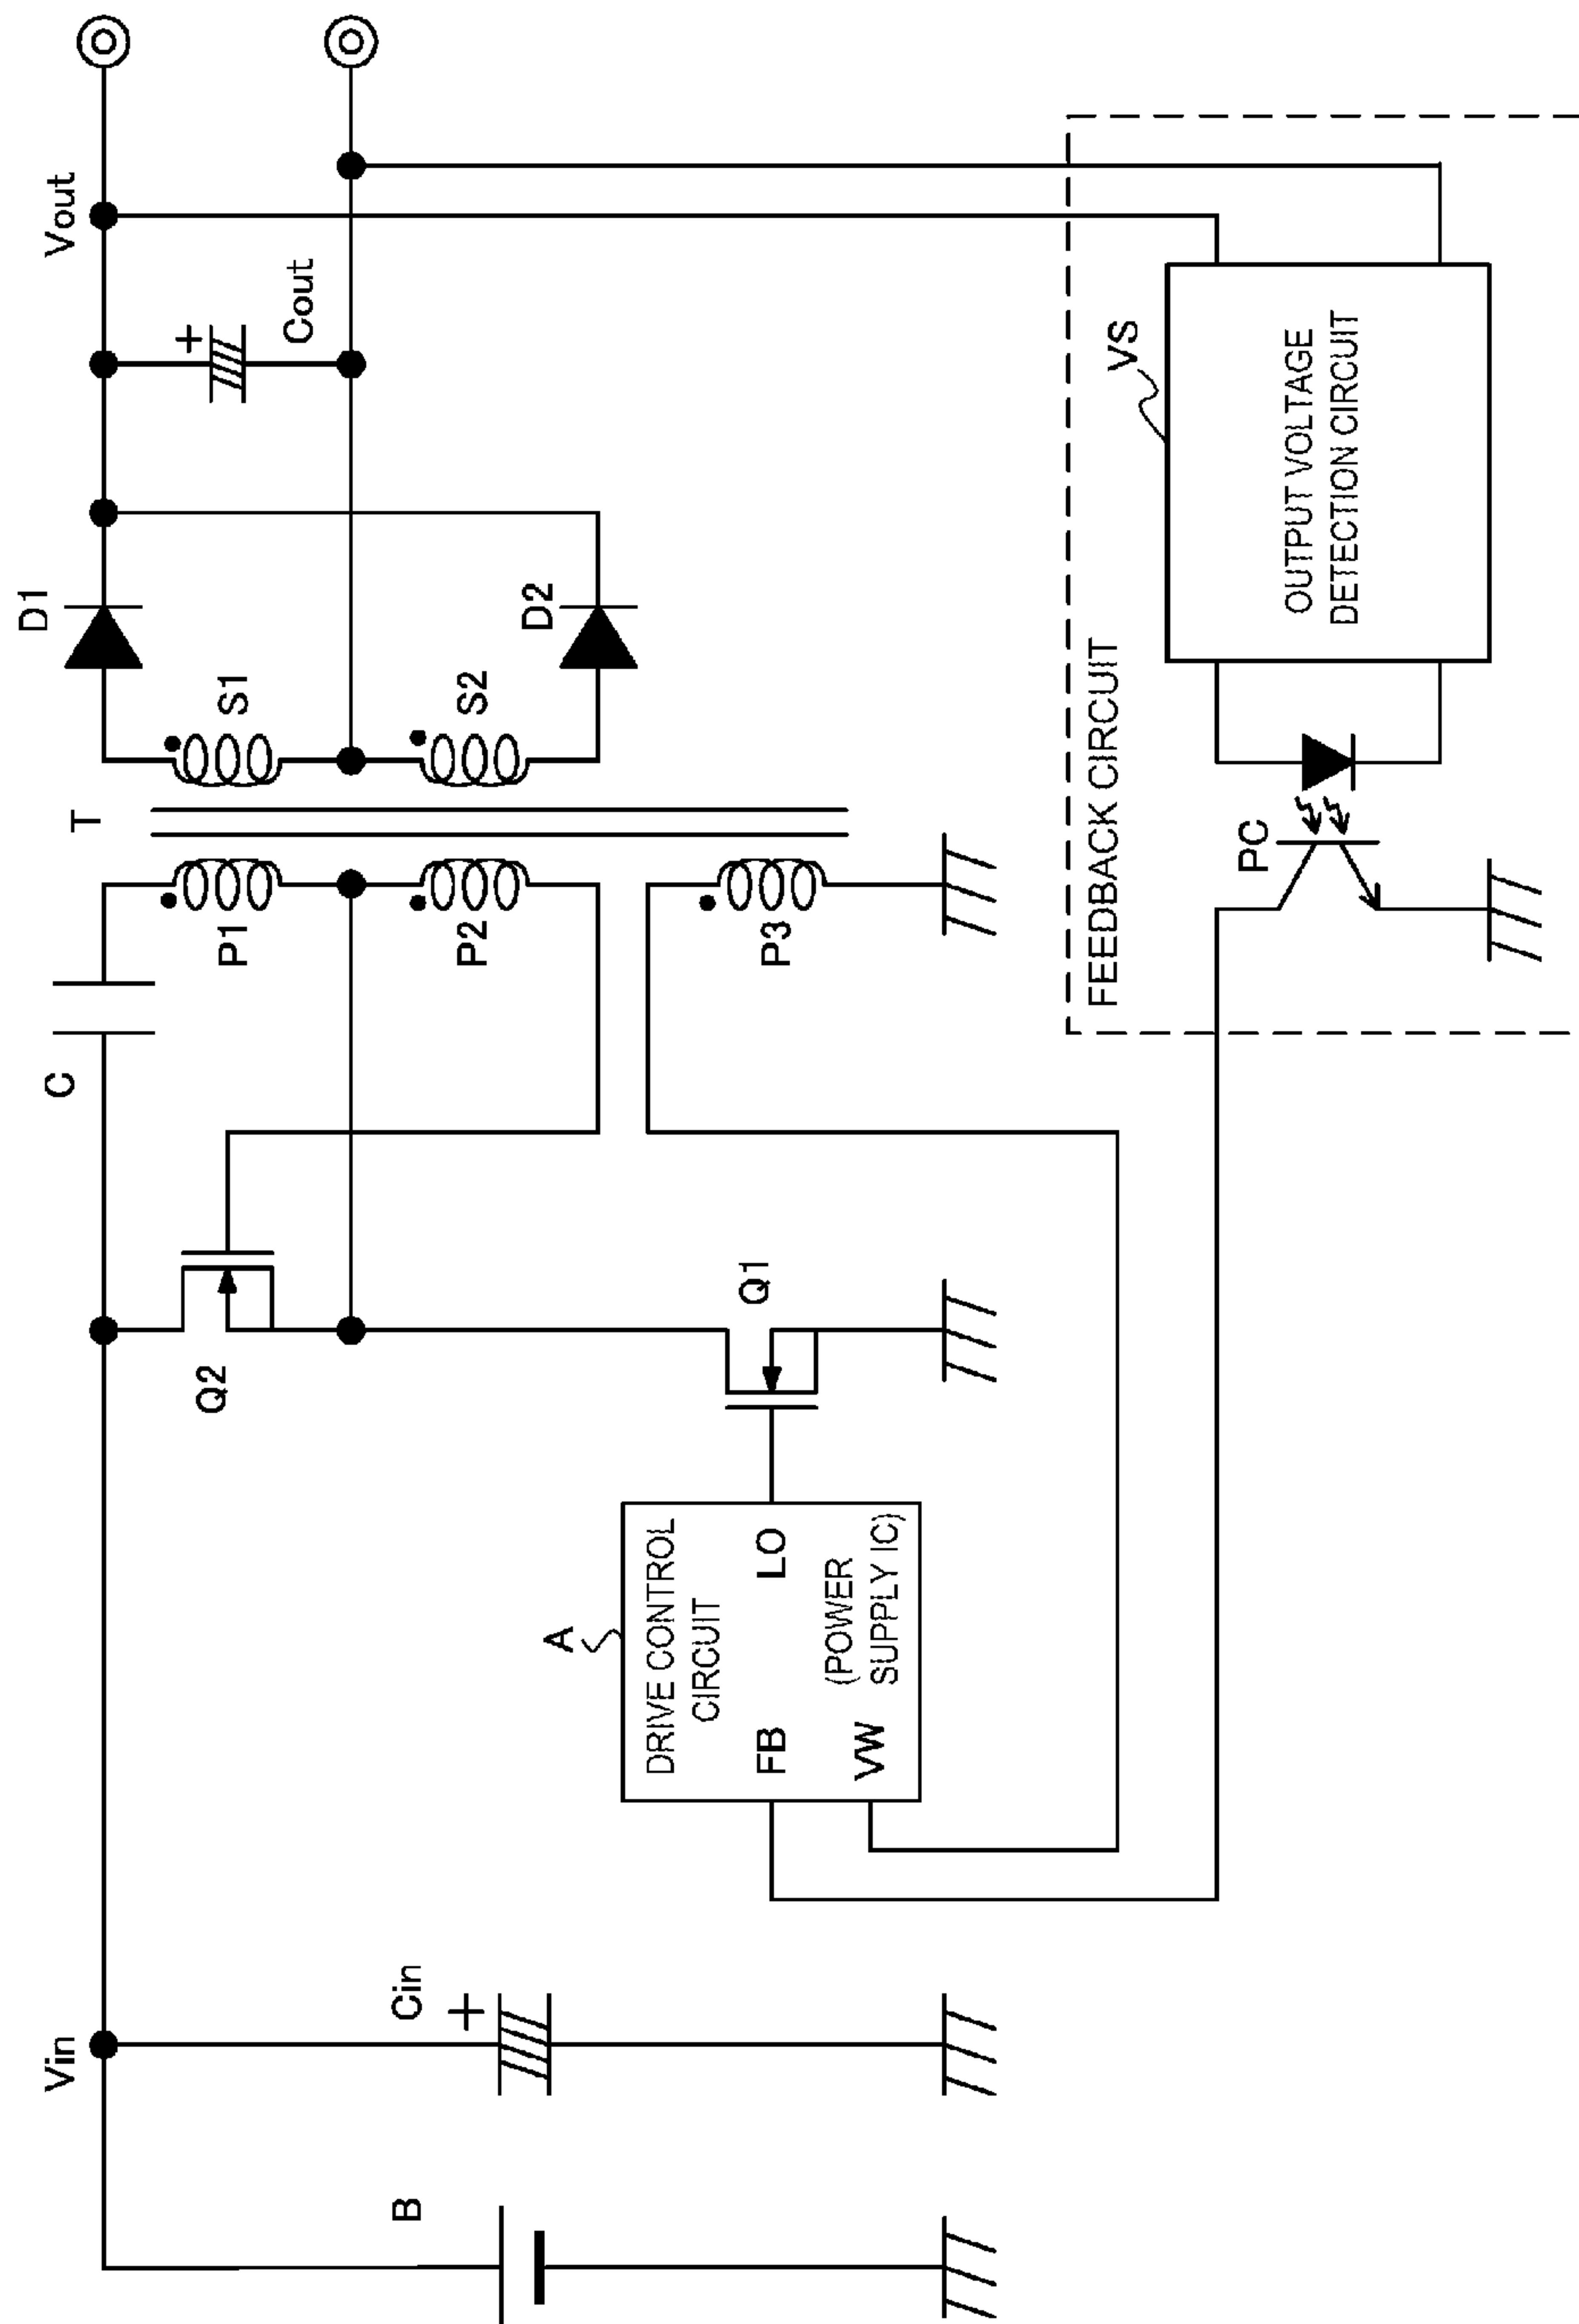 Vin
B
Cin
+
Q2
A
DRIVE CONTROL
CIRCUIT
FB
LO
VW
(POWER
SUPPLY IC)
Q1
C
T
P1
P2
P3
S1
S2
D1
D2
Vout
+
Cout
FEEDBACK CIRCUIT
PC
VS
OUTPUT VOLTAGE
DETECTION CIRCUIT